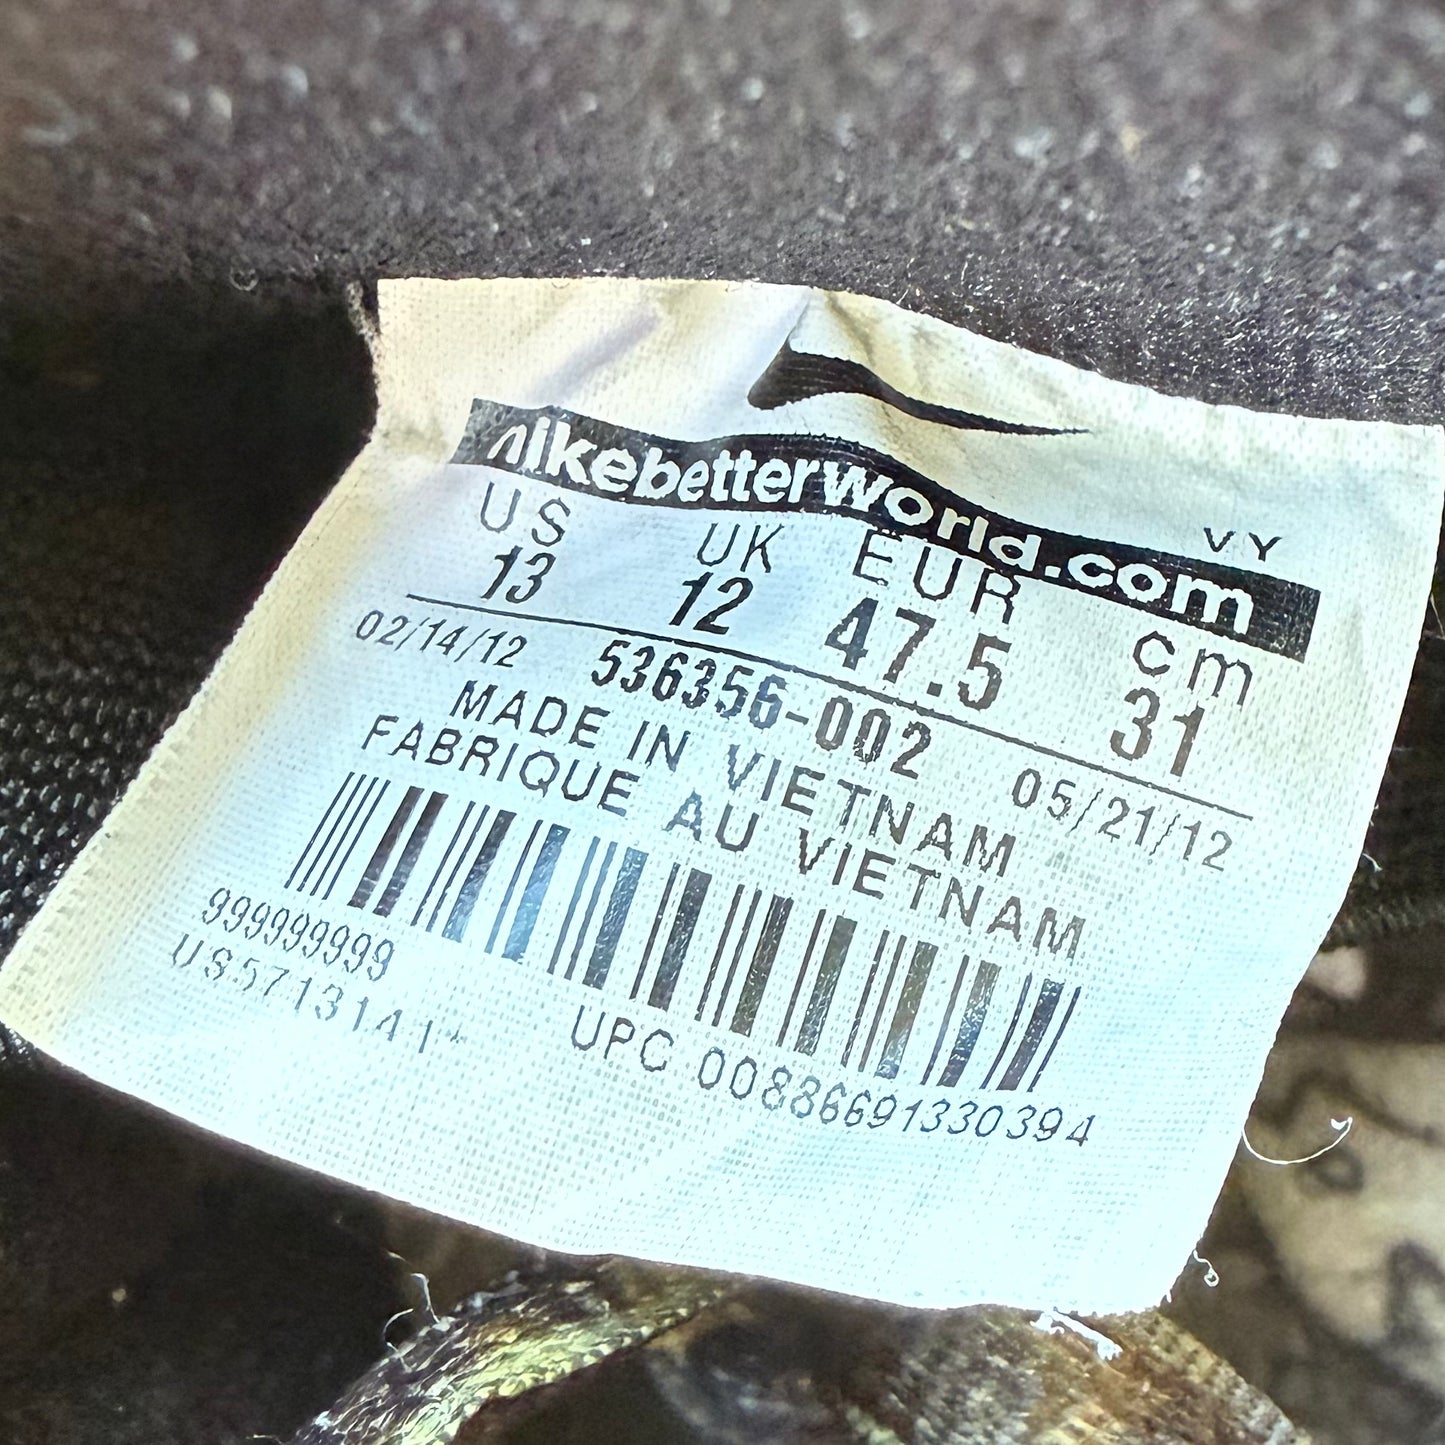 nikebetterworld.com
VY
US UK EUR cm
13 12 47.5 31
02/14/12 536356-002 05/21/12
MADE IN VIETNAM
FABRIQUE AU VIETNAM
999999999
US5713141*
UPC 00886691330394